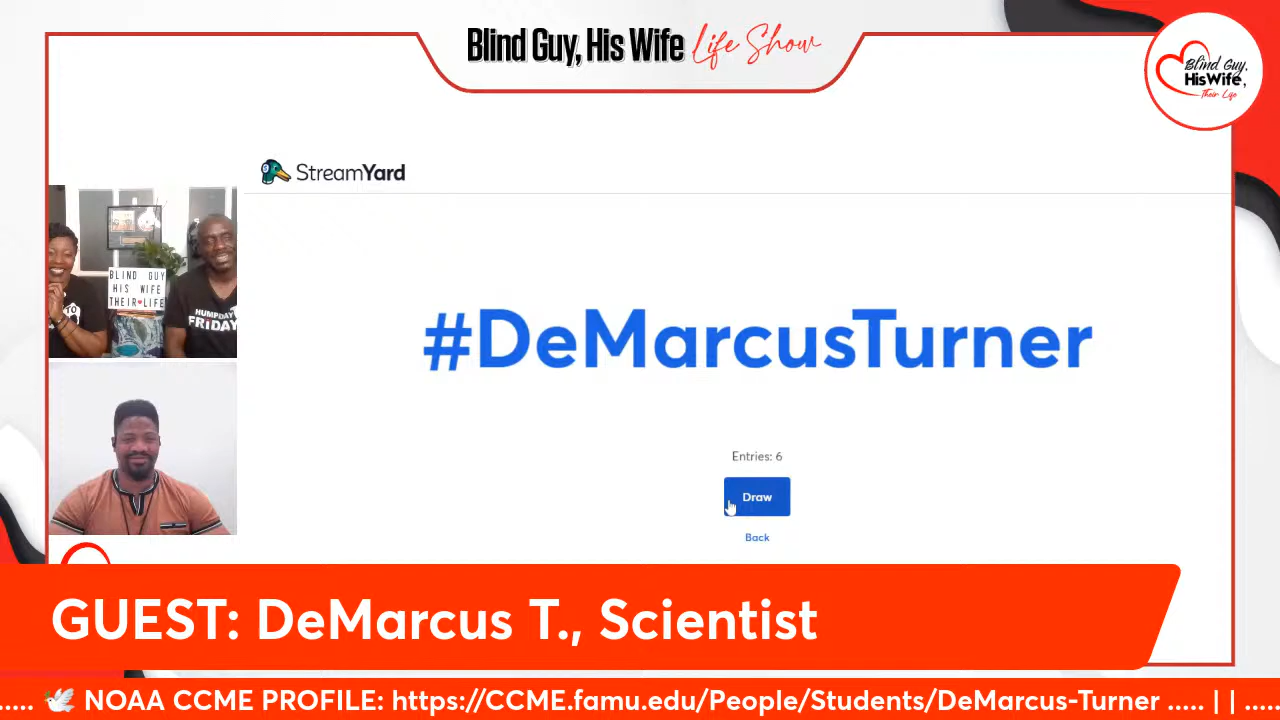 Blind Guy, His Wife Life Show
Blind Guy,
His Wife,
Their Life
StreamYard
BLIND GUY
HIS WIFE
THEIR♥LIFE
HUMPDAY
FRIDAY
TO
#DeMarcusTurner
Entries: 6
Draw
Back
GUEST: DeMarcus T., Scientist
..... 🕊️ NOAA CCME PROFILE: https://CCME.famu.edu/People/Students/DeMarcus-Turner ..... | | .....